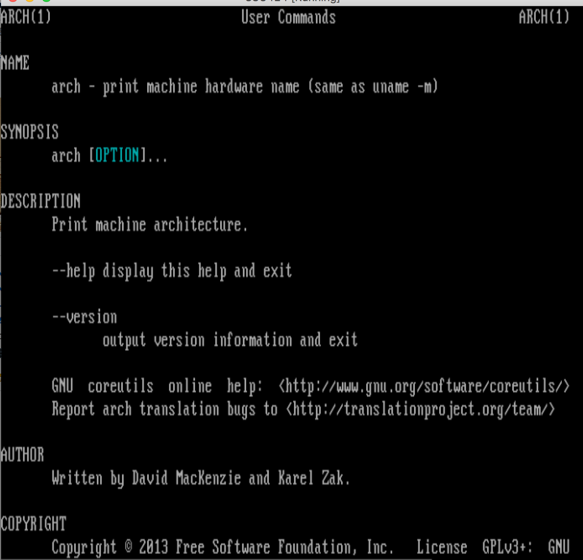 ARCH(1) User Commands ARCH(1)
NAME
arch - print machine hardware name (same as uname -m)
SYNOPSIS
arch [OPTION]...
DESCRIPTION
Print machine architecture.
--help display this help and exit
--version
output version information and exit
GNU coreutils online help: <http://www.gnu.org/software/coreutils/>
Report arch translation bugs to <http://translationproject.org/team/>
AUTHOR
Written by David MacKenzie and Karel Zak.
COPYRIGHT
Copyright © 2013 Free Software Foundation, Inc. License GPLv3+: GNU